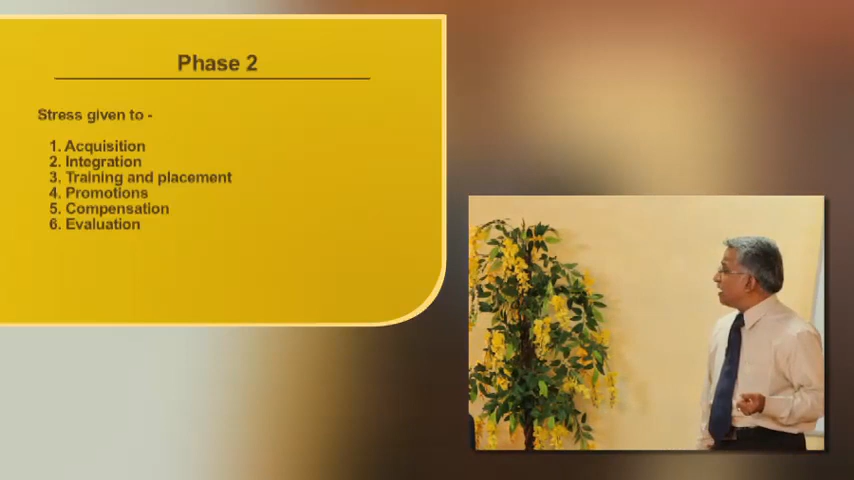 Phase 2
Stress given to -
1. Acquisition
2. Integration
3. Training and placement
4. Promotions
5. Compensation
6. Evaluation